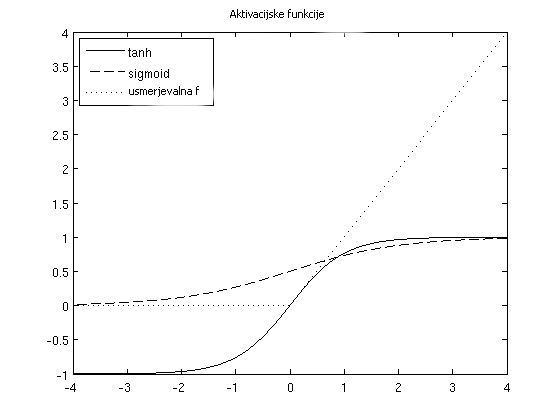 Aktivacijske funkcije
tanh
sigmoid
usmerjevalna f
4
3.5
3
2.5
2
1.5
1
0.5
0
-0.5
-1
-4 -3 -2 -1 0 1 2 3 4